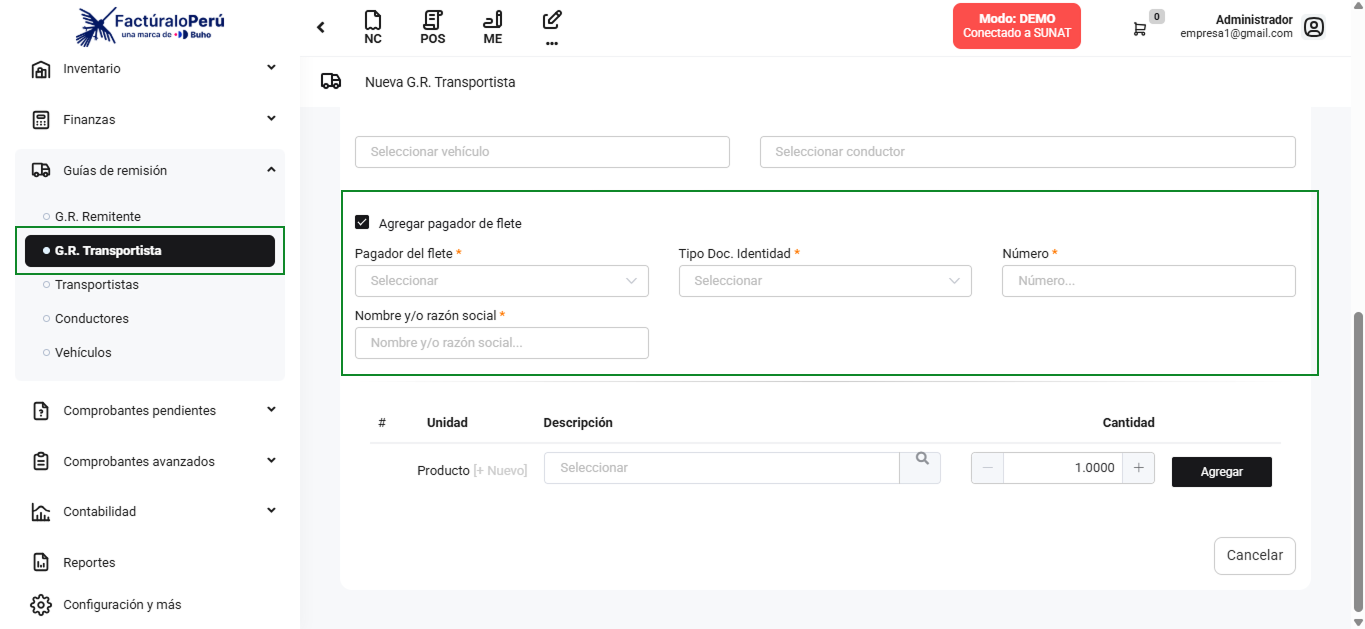 FactúraloPerú
una marca de Buho
NC
POS
ME
...
Modo: DEMO
Conectado a SUNAT
0
Administrador
empresa1@gmail.com
Inventario
Finanzas
Guías de remisión
G.R. Remitente
G.R. Transportista
Transportistas
Conductores
Vehículos
Comprobantes pendientes
Comprobantes avanzados
Contabilidad
Reportes
Configuración y más
Nueva G.R. Transportista
Seleccionar vehículo
Seleccionar conductor
Agregar pagador de flete
Pagador del flete *
Tipo Doc. Identidad *
Número *
Seleccionar
Seleccionar
Número...
Nombre y/o razón social *
Nombre y/o razón social...
# Unidad Descripción Cantidad
Producto [+ Nuevo] Seleccionar 1.0000 Agregar
Cancelar